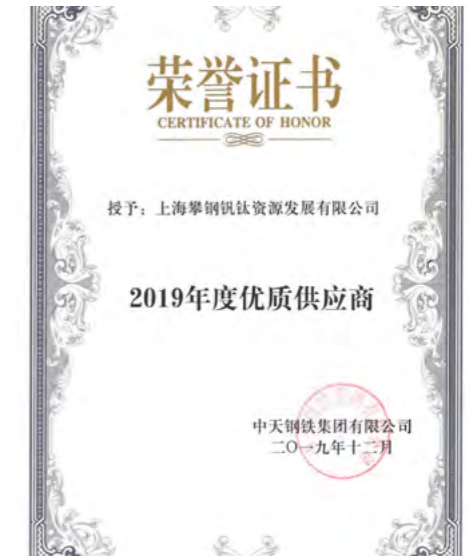 荣誉证书
CERTIFICATE OF HONOR
授予：上海攀钢钒钛资源发展有限公司
2019年度优质供应商
中天钢铁集团有限公司
二〇一九年十二月